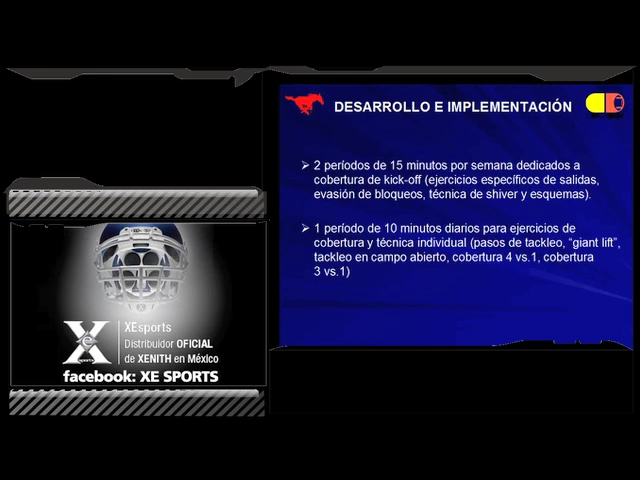 DESARROLLO E IMPLEMENTACIÓN
➢ 2 períodos de 15 minutos por semana dedicados a
cobertura de kick-off (ejercicios específicos de salidas,
evasión de bloqueos, técnica de shiver y esquemas).
➢ 1 período de 10 minutos diarios para ejercicios de
cobertura y técnica individual (pasos de tackleo, “giant lift”,
tackleo en campo abierto, cobertura 4 vs.1, cobertura
3 vs.1)
X e sports
XEsports
Distribuidor OFICIAL
de XENITH en México
facebook: XE SPORTS